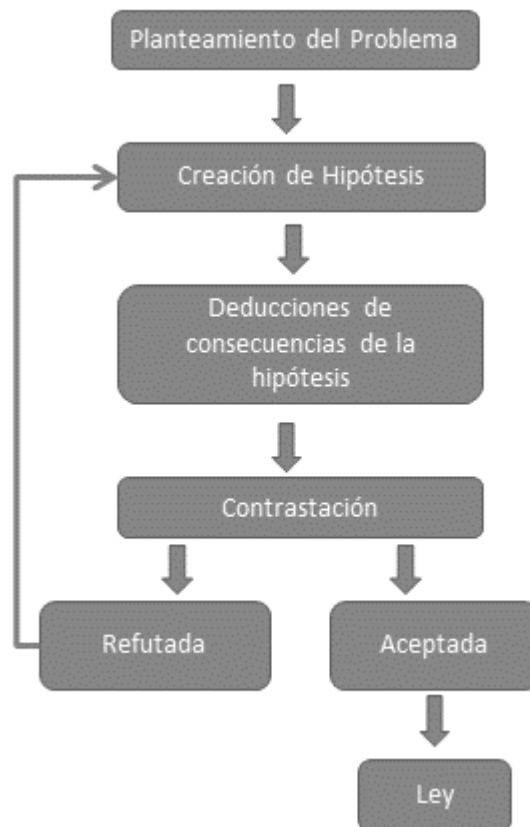 Planteamiento del Problema
Creación de Hipótesis
Deducciones de
consecuencias de la
hipótesis
Contrastación
Refutada
Aceptada
Ley